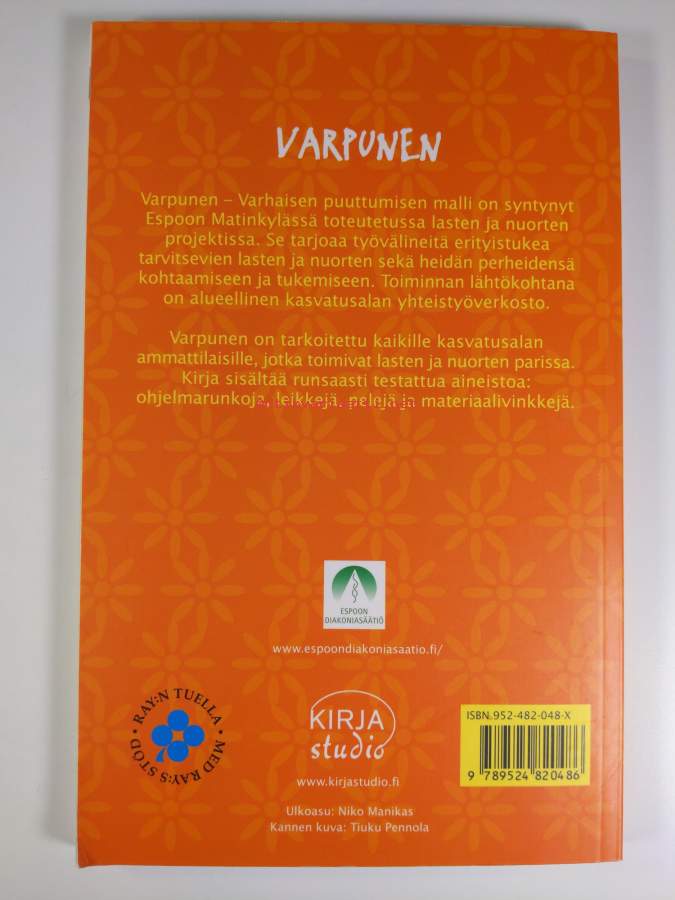 VARPUNEN
Varpunen – Varhaisen puuttumisen malli on syntynyt
Espoon Matinkylässä toteutetussa lasten ja nuorten
projektissa. Se tarjoaa työvälineitä erityistukea
tarvitsevien lasten ja nuorten sekä heidän perheidensä
kohtaamiseen ja tukemiseen. Toiminnan lähtökohtana
on alueellinen kasvatusalan yhteistyöverkosto.
Varpunen on tarkoitettu kaikille kasvatusalan
ammattilaisille, jotka toimivat lasten ja nuorten parissa.
Kirja sisältää runsaasti testattua aineistoa:
ohjelmarunkoja, leikkejä, pelejä ja materiaalivinkkejä.
ESPOON
DIAKONIASÄÄTIÖ
www.espoondiakoniasaatio.fi/
• RAY:N TUELLA • MED RAY:S STÖD
KIRJA
studio
www.kirjastudio.fi
ISBN.952-482-048-X
9 789524 820486
Ulkoasu: Niko Manikas
Kannen kuva: Tiuku Pennola